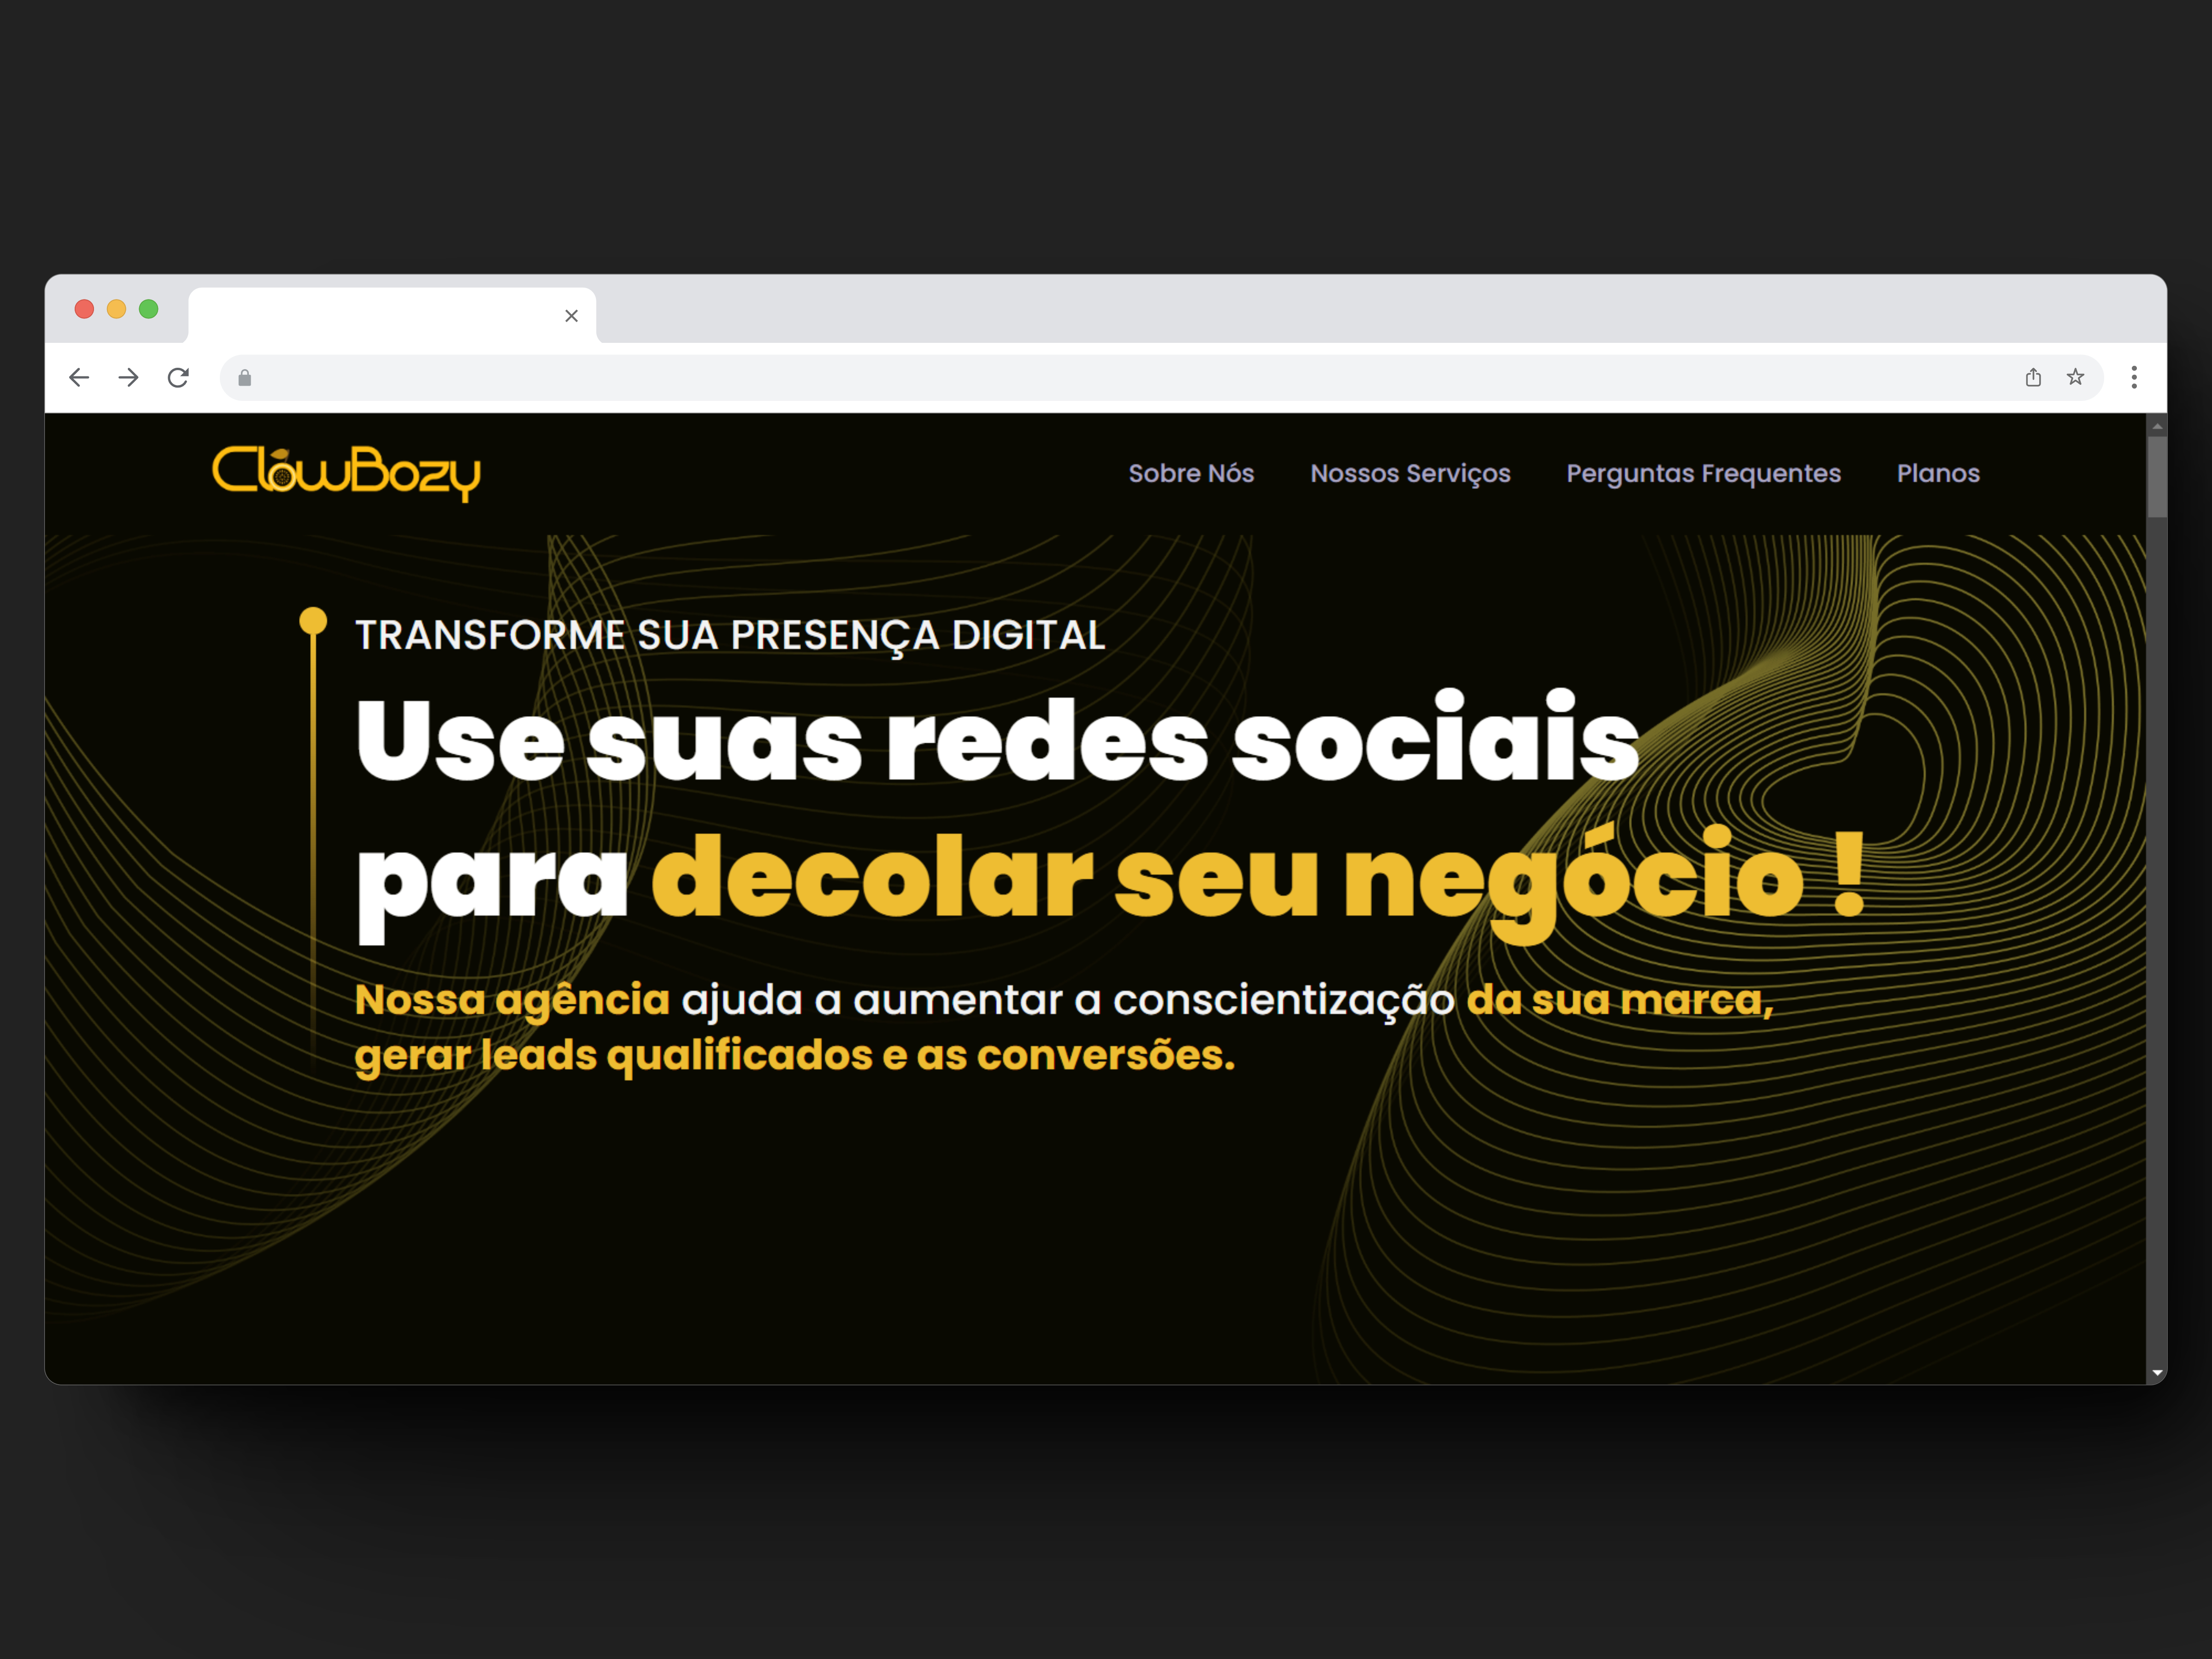 ClowBozy
Sobre Nós
Nossos Serviços
Perguntas Frequentes
Planos
TRANSFORME SUA PRESENÇA DIGITAL
Use suas redes sociais
para decolar seu negócio !
Nossa agência ajuda a aumentar a conscientização da sua marca,
gerar leads qualificados e as conversões.